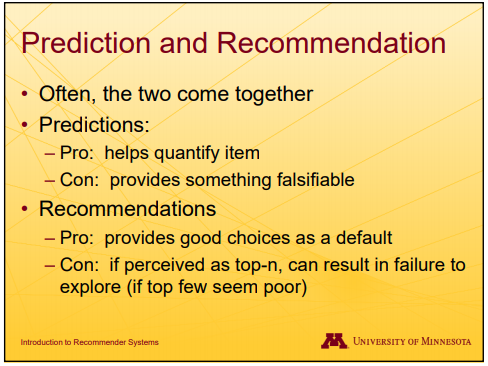 Prediction and Recommendation
• Often, the two come together
• Predictions:
– Pro: helps quantify item
– Con: provides something falsifiable
• Recommendations
– Pro: provides good choices as a default
– Con: if perceived as top-n, can result in failure to
explore (if top few seem poor)
Introduction to Recommender Systems
M UNIVERSITY OF MINNESOTA